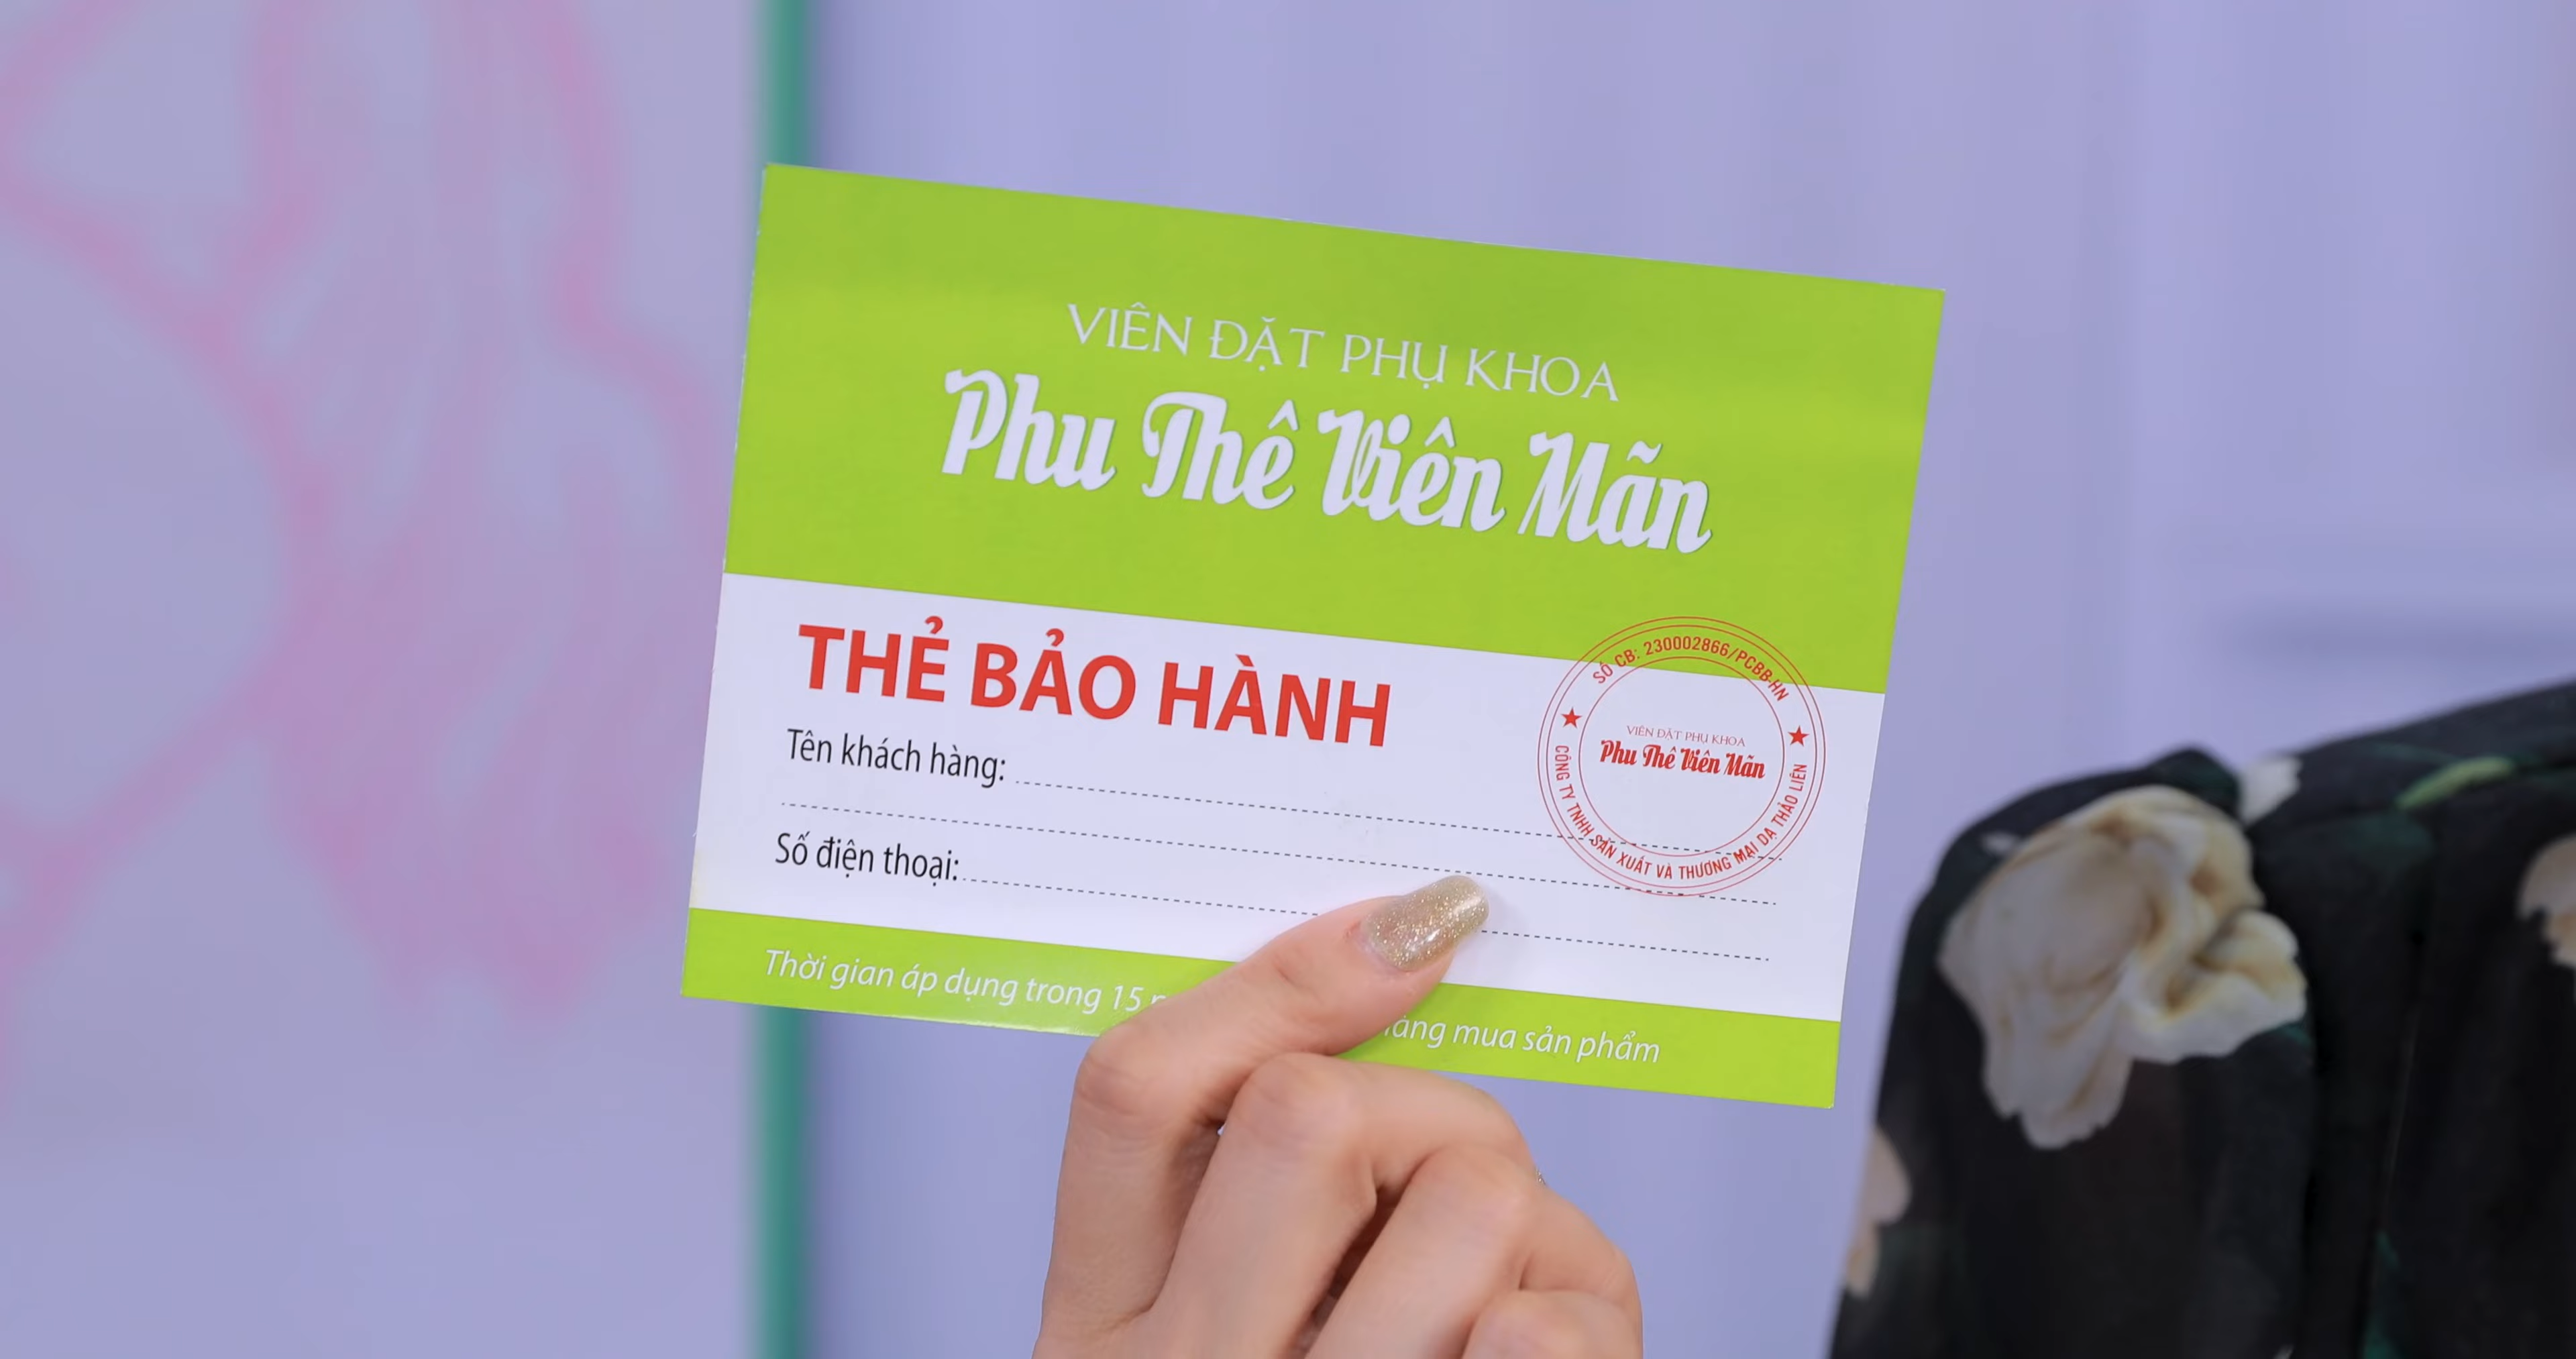 VIÊN ĐẶT PHỤ KHOA
Phu Thê Viên Mãn
THẺ BẢO HÀNH
Tên khách hàng:
Số điện thoại:
SỐ CB: 230002866/PCBB-HN
VIÊN ĐẶT PHỤ KHOA
Phu Thê Viên Mãn
CÔNG TY TNHH SẢN XUẤT VÀ THƯƠNG MẠI DẠ THẢO LIÊN
Thời gian áp dụng trong 15 mua sản phẩm